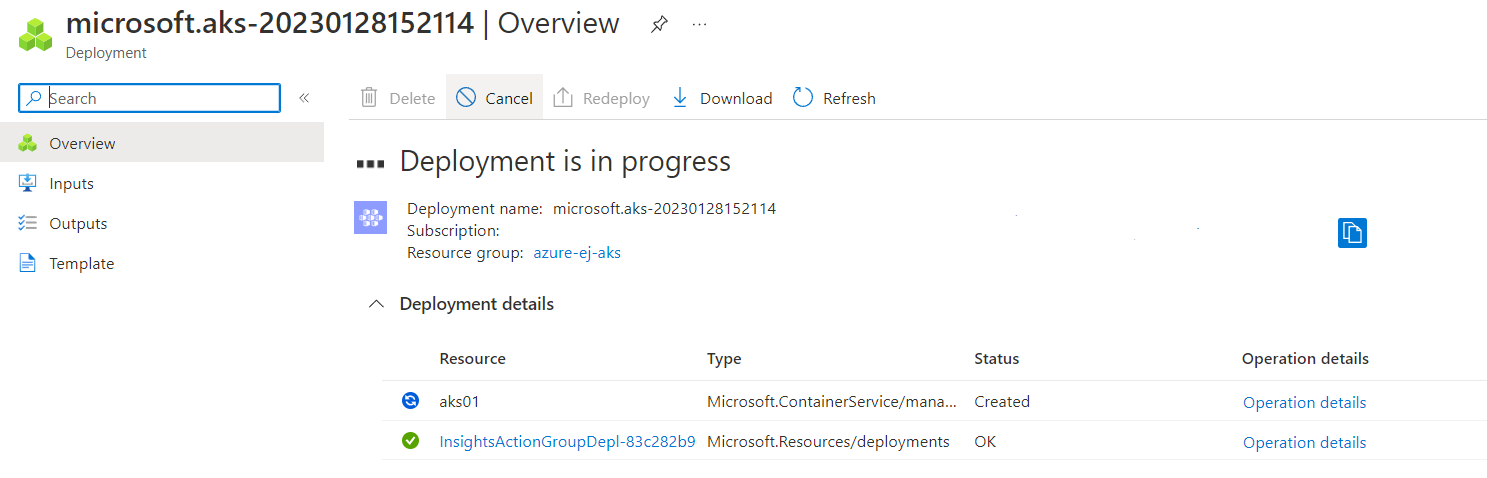 microsoft.aks-20230128152114 | Overview ...
Deployment
Search «
Delete Cancel Redeploy Download Refresh
Overview
Inputs
Outputs
Template
Deployment is in progress
Deployment name: microsoft.aks-20230128152114
Subscription:
Resource group: azure-ej-aks
Deployment details
Resource Type Status Operation details
aks01 Microsoft.ContainerService/mana... Created Operation details
InsightsActionGroupDepl-83c282b9 Microsoft.Resources/deployments OK Operation details